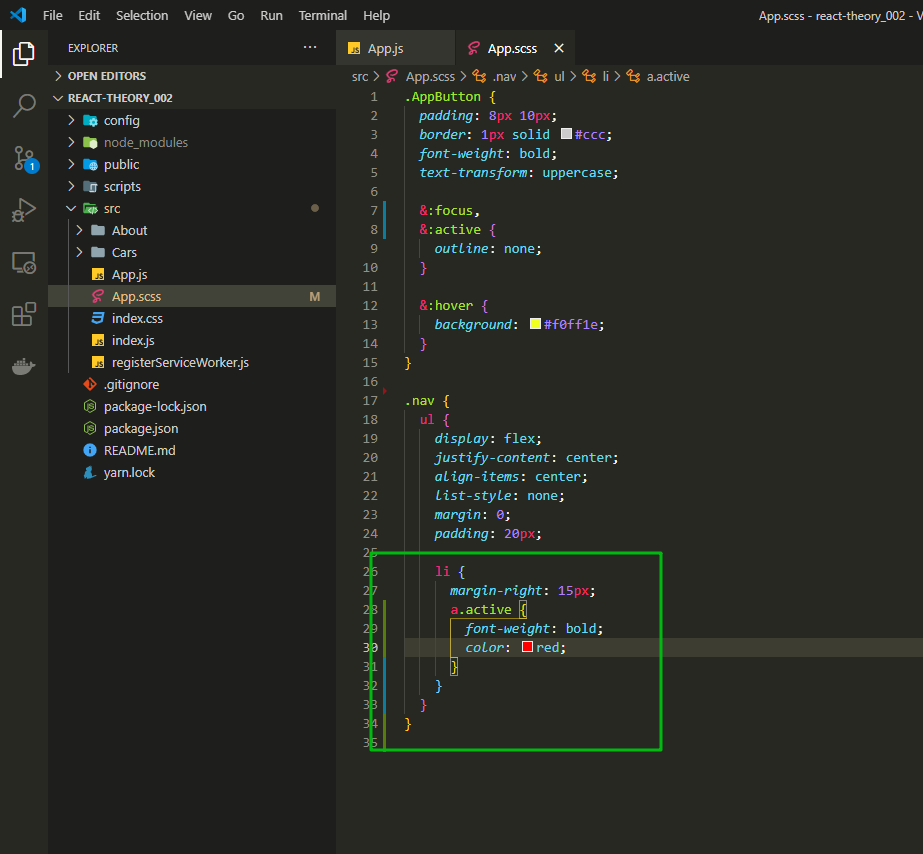 File Edit Selection View Go Run Terminal Help App.scss - react-theory_002 - V
EXPLORER ···
OPEN EDITORS
REACT-THEORY_002
config
node_modules
public
scripts
src
About
Cars
JS App.js
App.scss M
index.css
JS index.js
JS registerServiceWorker.js
.gitignore
package-lock.json
package.json
README.md
yarn.lock
1
JS App.js
App.scss ×
src > App.scss > .nav > ul > li > a.active
1 .AppButton {
2 padding: 8px 10px;
3 border: 1px solid #ccc;
4 font-weight: bold;
5 text-transform: uppercase;
6
7 &:focus,
8 &:active {
9 outline: none;
10 }
11
12 &:hover {
13 background: #f0ff1e;
14 }
15 }
16
17 .nav {
18 ul {
19 display: flex;
20 justify-content: center;
21 align-items: center;
22 list-style: none;
23 margin: 0;
24 padding: 20px;
25
26 li {
27 margin-right: 15px;
28 a.active {
29 font-weight: bold;
30 color: red;
31 }
32 }
33 }
34 }
35